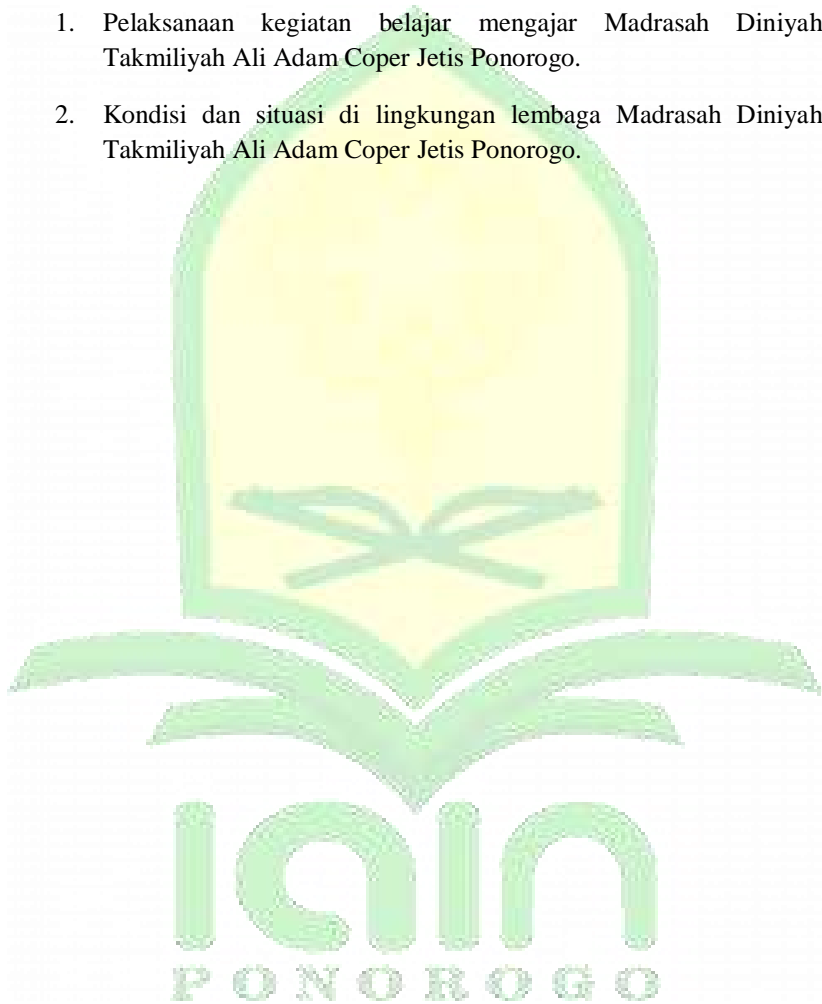 1. Pelaksanaan kegiatan belajar mengajar Madrasah Diniyah
Takmiliyah Ali Adam Coper Jetis Ponorogo.
2. Kondisi dan situasi di lingkungan lembaga Madrasah Diniyah
Takmiliyah Ali Adam Coper Jetis Ponorogo.
iain
PONOROGO